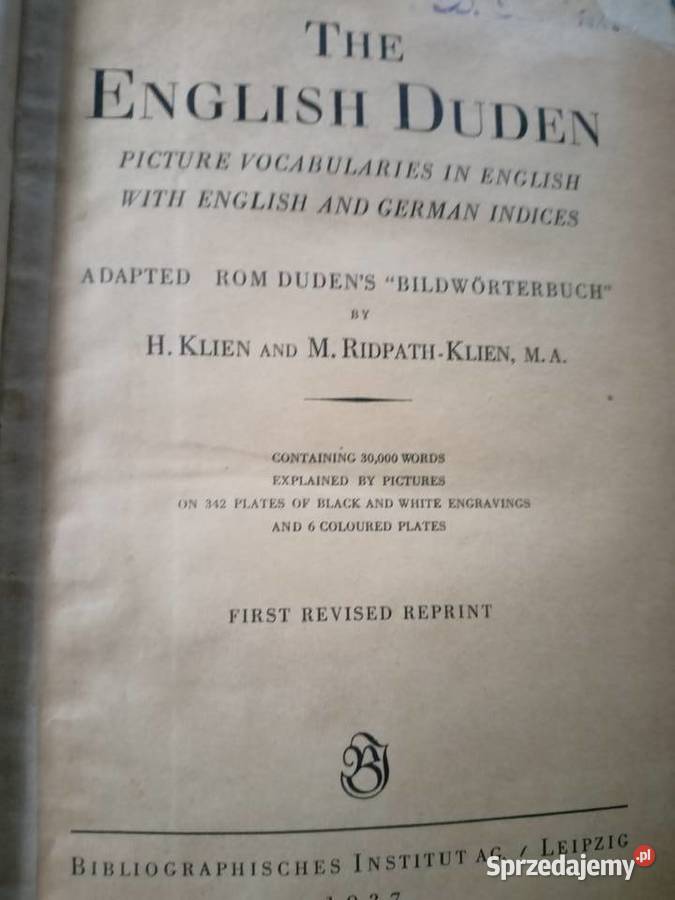 THE
ENGLISH DUDEN
PICTURE VOCABULARIES IN ENGLISH
WITH ENGLISH AND GERMAN INDICES
ADAPTED ROM DUDEN'S "BILDWÖRTERBUCH"
BY
H. KLIEN AND M. RIDPATH-KLIEN, M.A.
CONTAINING 30,000 WORDS
EXPLAINED BY PICTURES
ON 342 PLATES OF BLACK AND WHITE ENGRAVINGS
AND 6 COLOURED PLATES
FIRST REVISED REPRINT
BI
BIBLIOGRAPHISCHES INSTITUT AG. / LEIPZIG
Sprzedajemy.pl